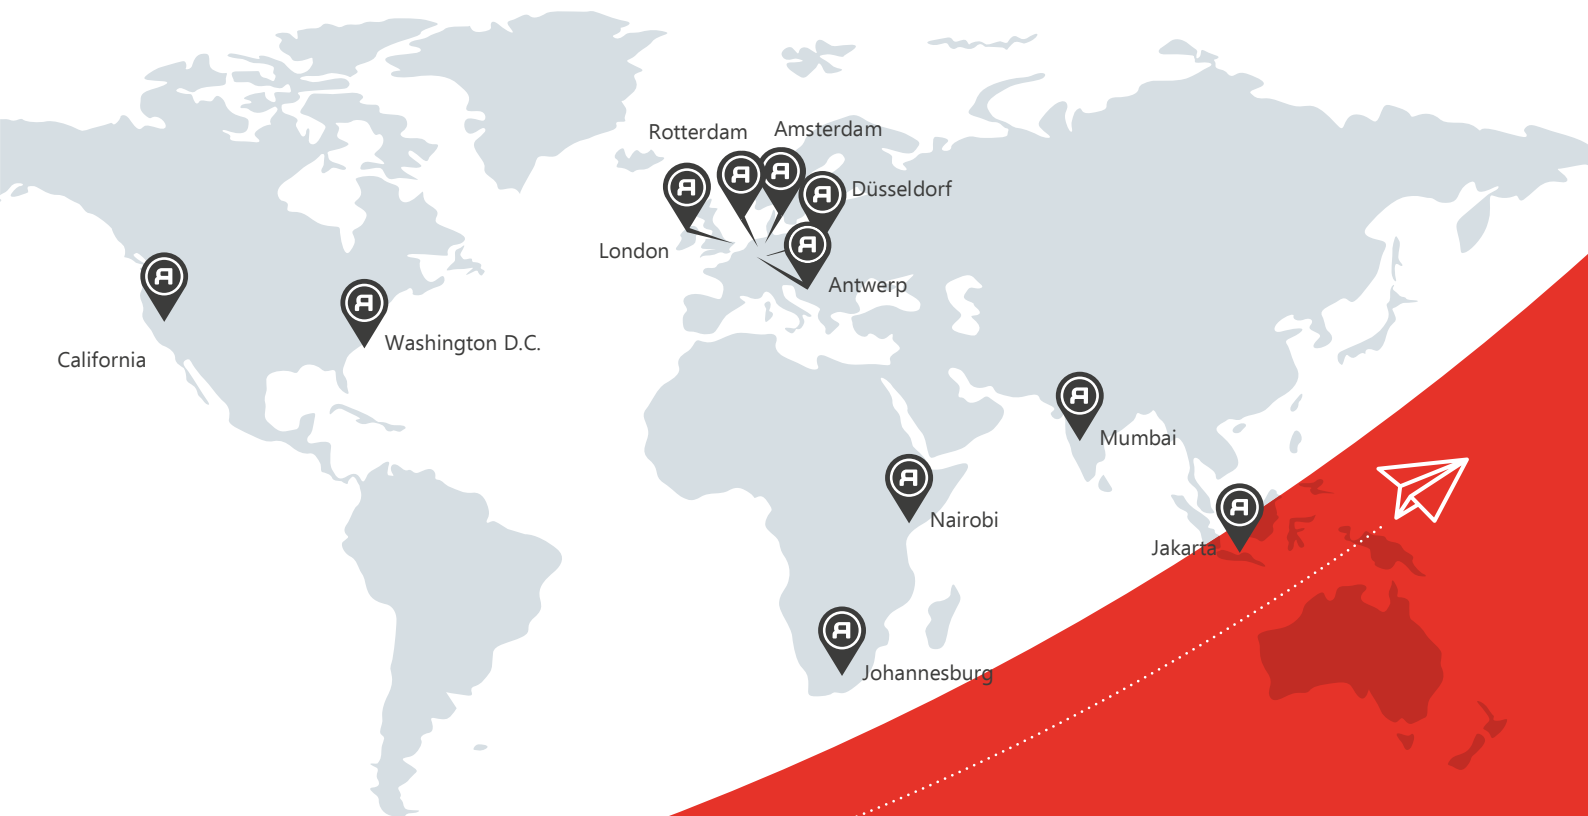 Rotterdam
Amsterdam
Düsseldorf
London
Antwerp
California
Washington D.C.
Mumbai
Nairobi
Jakarta
Johannesburg